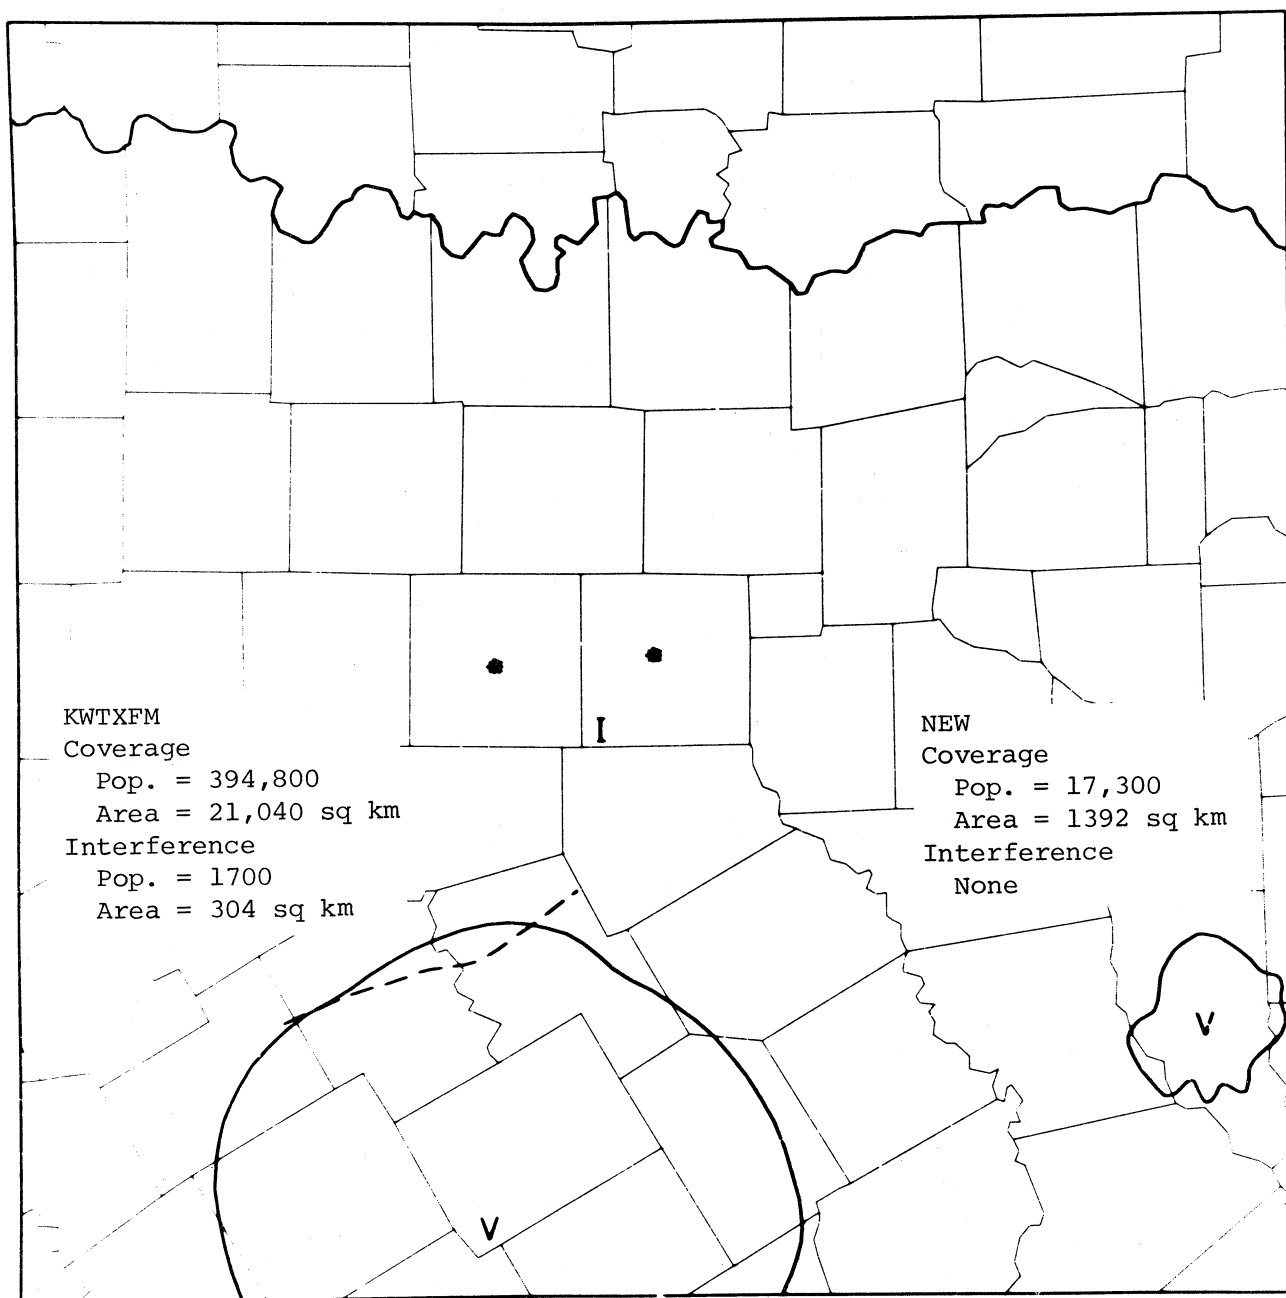 KWTXFM
Coverage
Pop. = 394,800
Area = 21,040 sq km
Interference
Pop. = 1700
Area = 304 sq km
I
NEW
Coverage
Pop. = 17,300
Area = 1392 sq km
Interference
None
V
V